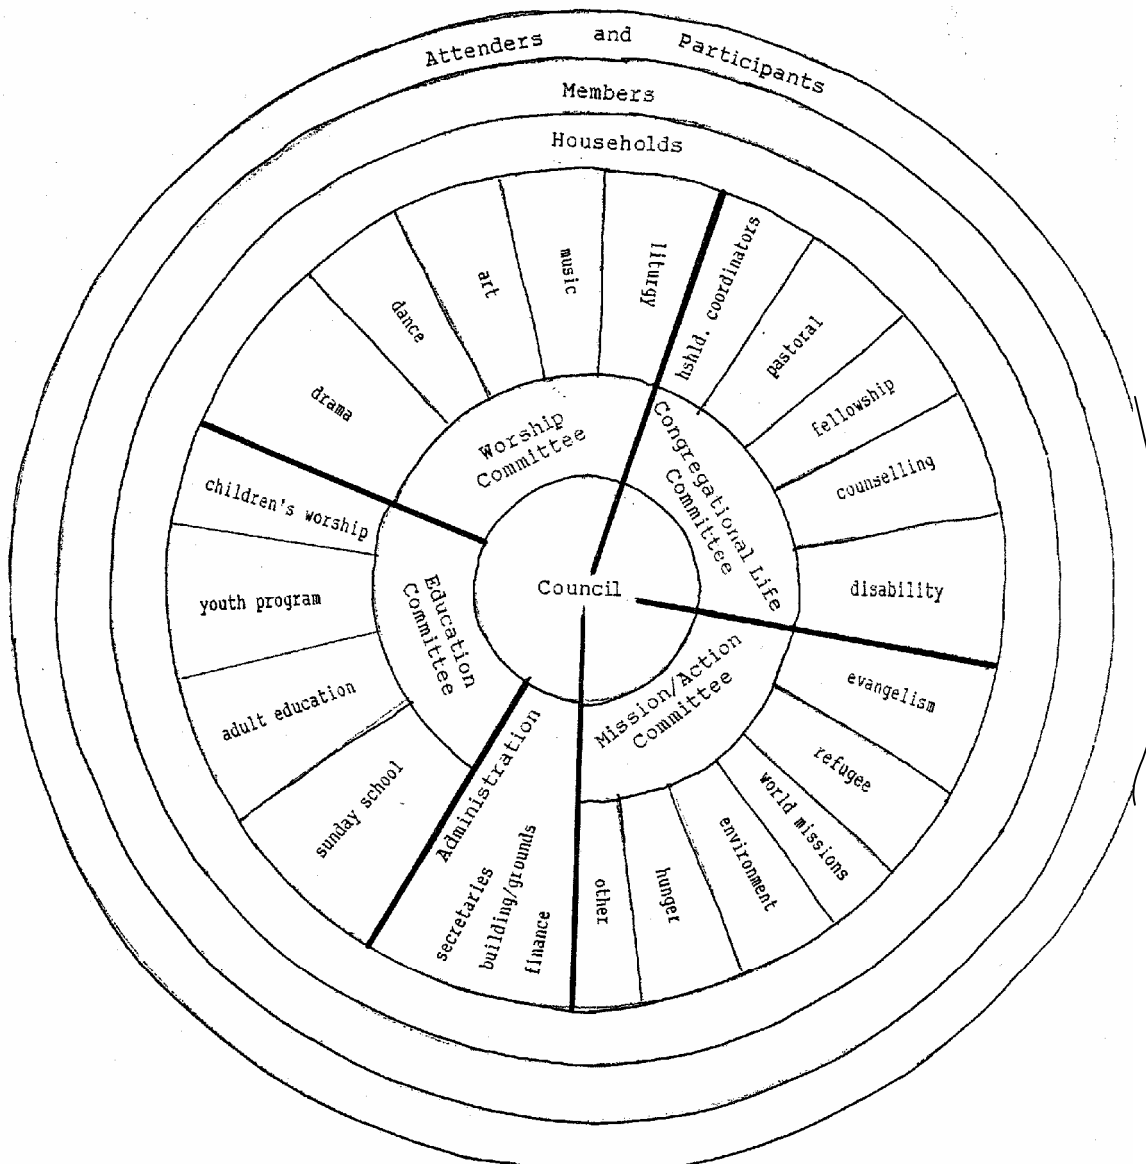 Attenders and Participants
Members
Households
liturgy
music
art
dance
drama
hshld. coordinators
pastoral
fellowship
counselling
disability
evangelism
refugee
world missions
environment
hunger
other
Administration
secretaries
building/grounds
finance
sunday school
adult education
youth program
children's worship
Worship
Committee
Congregational Life
Committee
Mission/Action
Committee
Education
Committee
Council